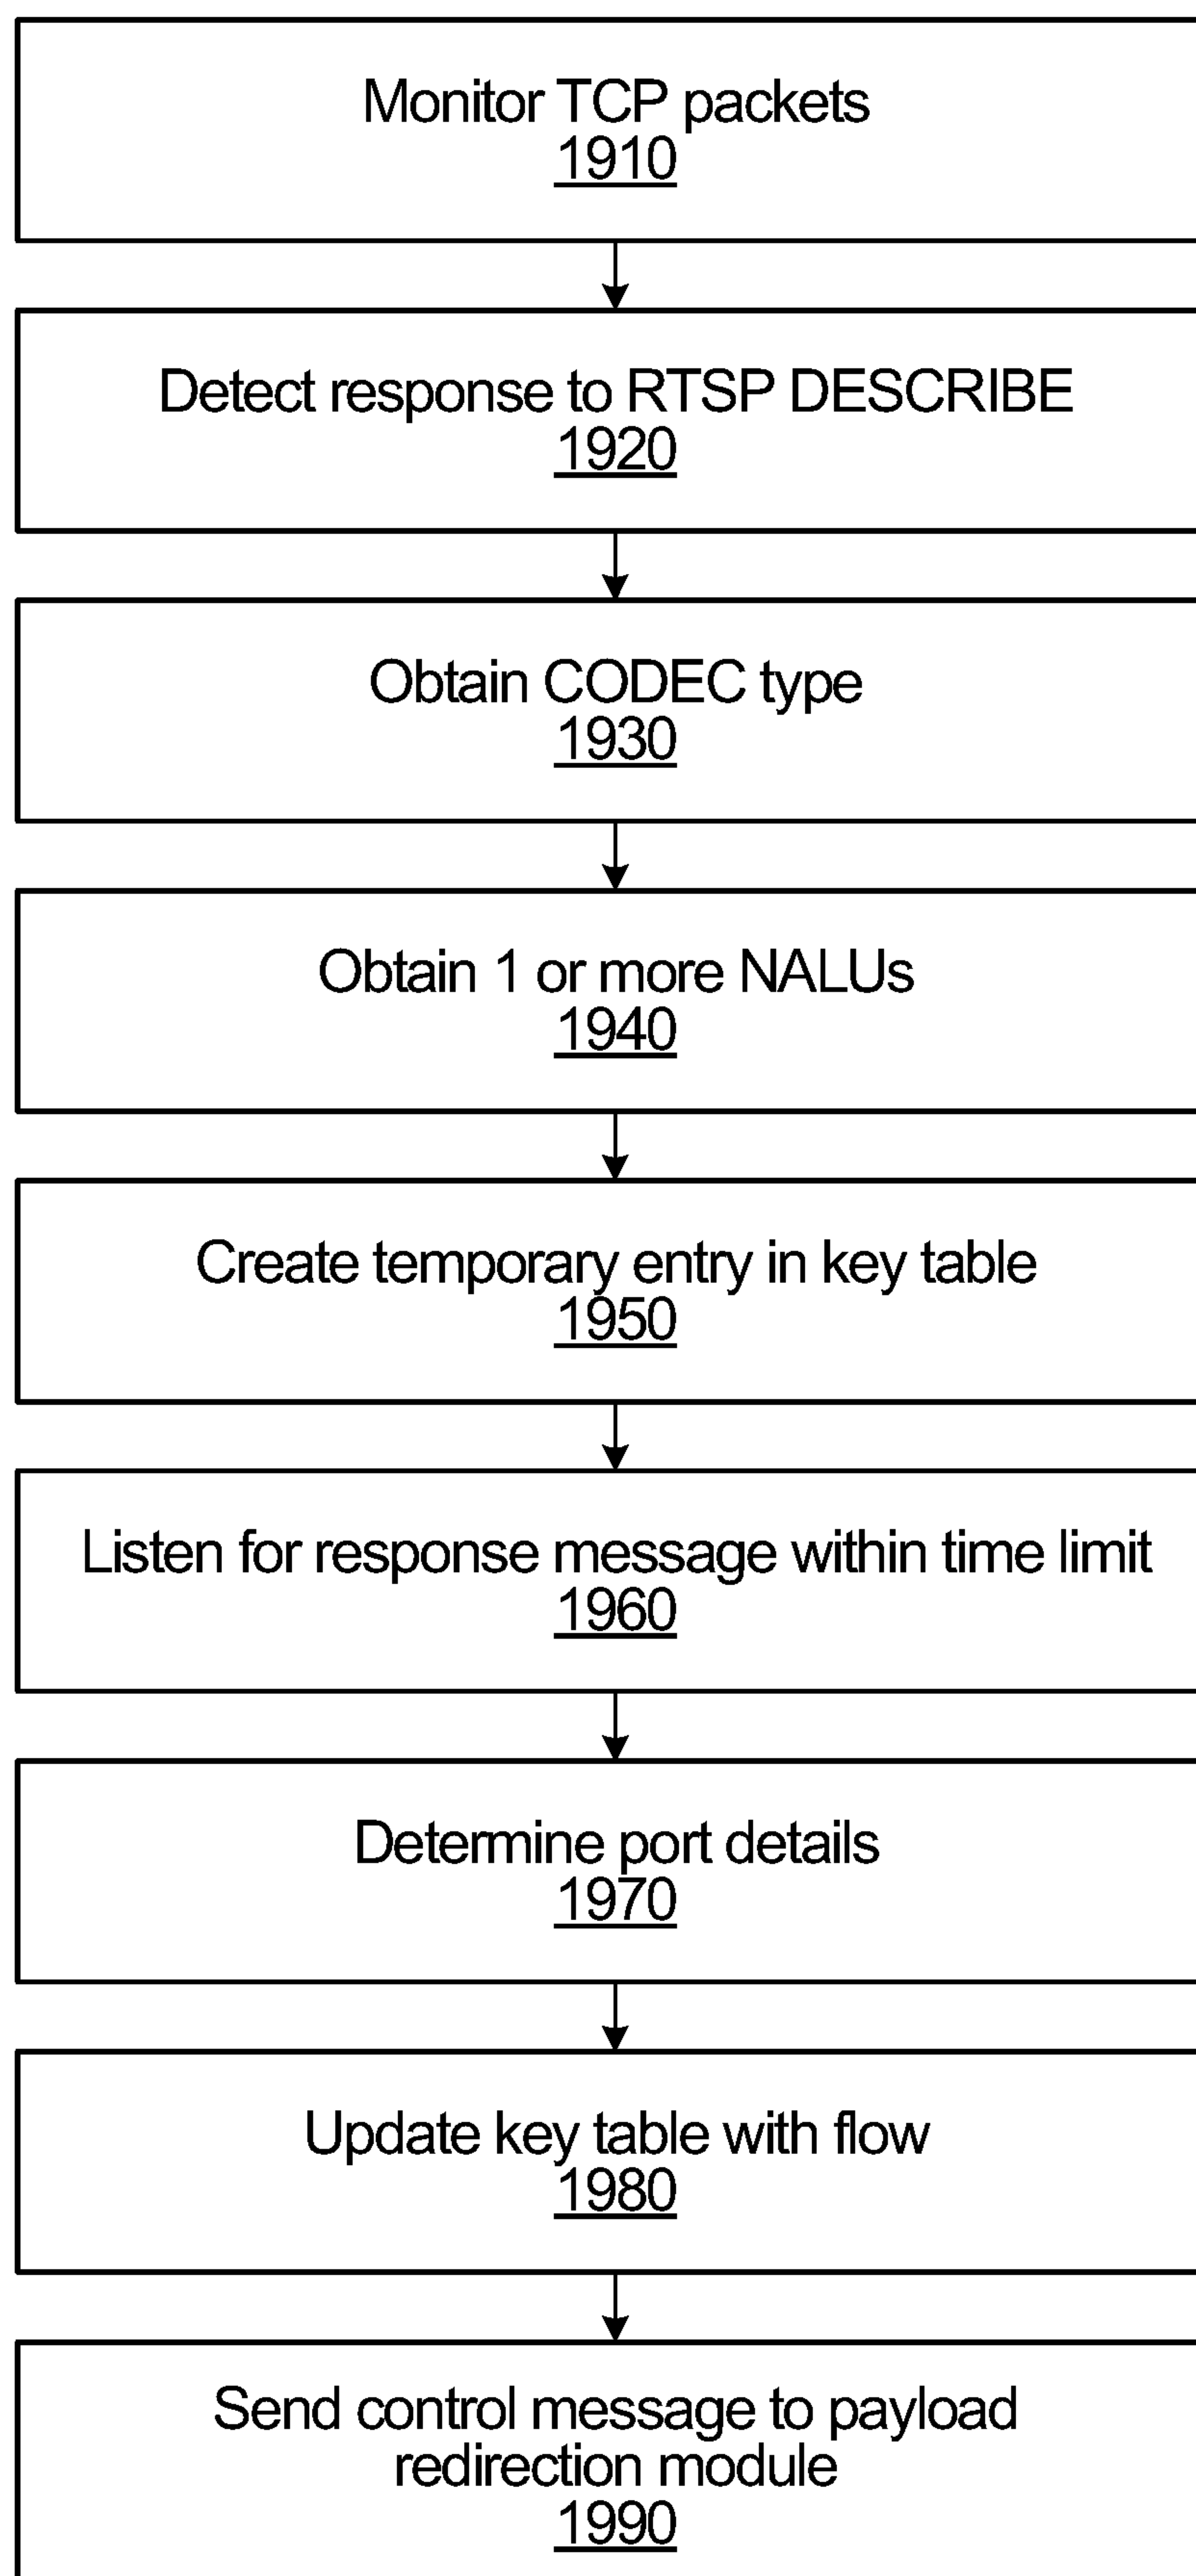 Monitor TCP packets
1910
Detect response to RTSP DESCRIBE
1920
Obtain CODEC type
1930
Obtain 1 or more NALUs
1940
Create temporary entry in key table
1950
Listen for response message within time limit
1960
Determine port details
1970
Update key table with flow
1980
Send control message to payload
redirection module
1990